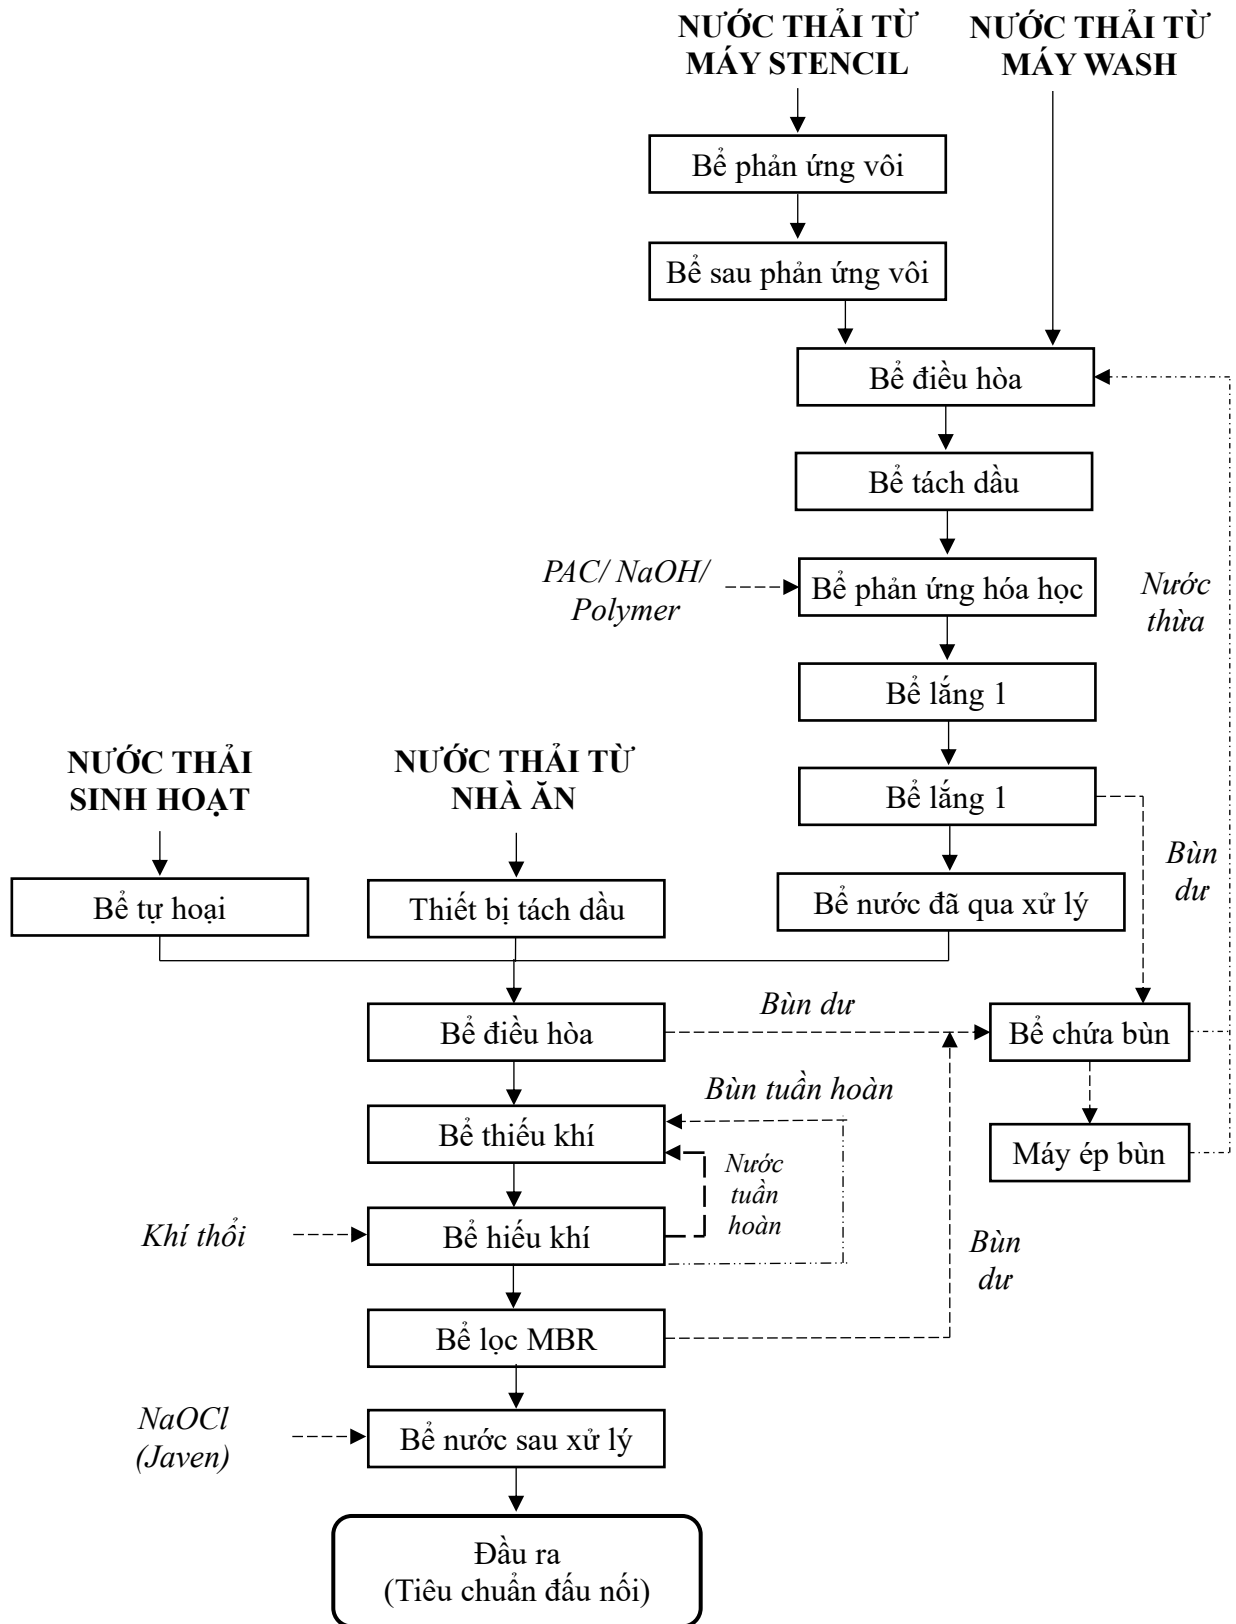 NƯỚC THẢI TỪ
MÁY STENCIL
NƯỚC THẢI TỪ
MÁY WASH
Bể phản ứng vôi
Bể sau phản ứng vôi
Bể điều hòa
Bể tách dầu
PAC/ NaOH/
Polymer
Bể phản ứng hóa học
Nước
thừa
Bể lắng 1
NƯỚC THẢI
SINH HOẠT
NƯỚC THẢI TỪ
NHÀ ĂN
Bể lắng 1
Bùn
dư
Bể tự hoại
Thiết bị tách dầu
Bể nước đã qua xử lý
Bể điều hòa
Bùn dư
Bể chứa bùn
Bùn tuần hoàn
Bể thiếu khí
Nước
tuần
hoàn
Máy ép bùn
Khí thổi
Bể hiếu khí
Bùn
dư
Bể lọc MBR
NaOCl
(Javen)
Bể nước sau xử lý
Đầu ra
(Tiêu chuẩn đấu nối)